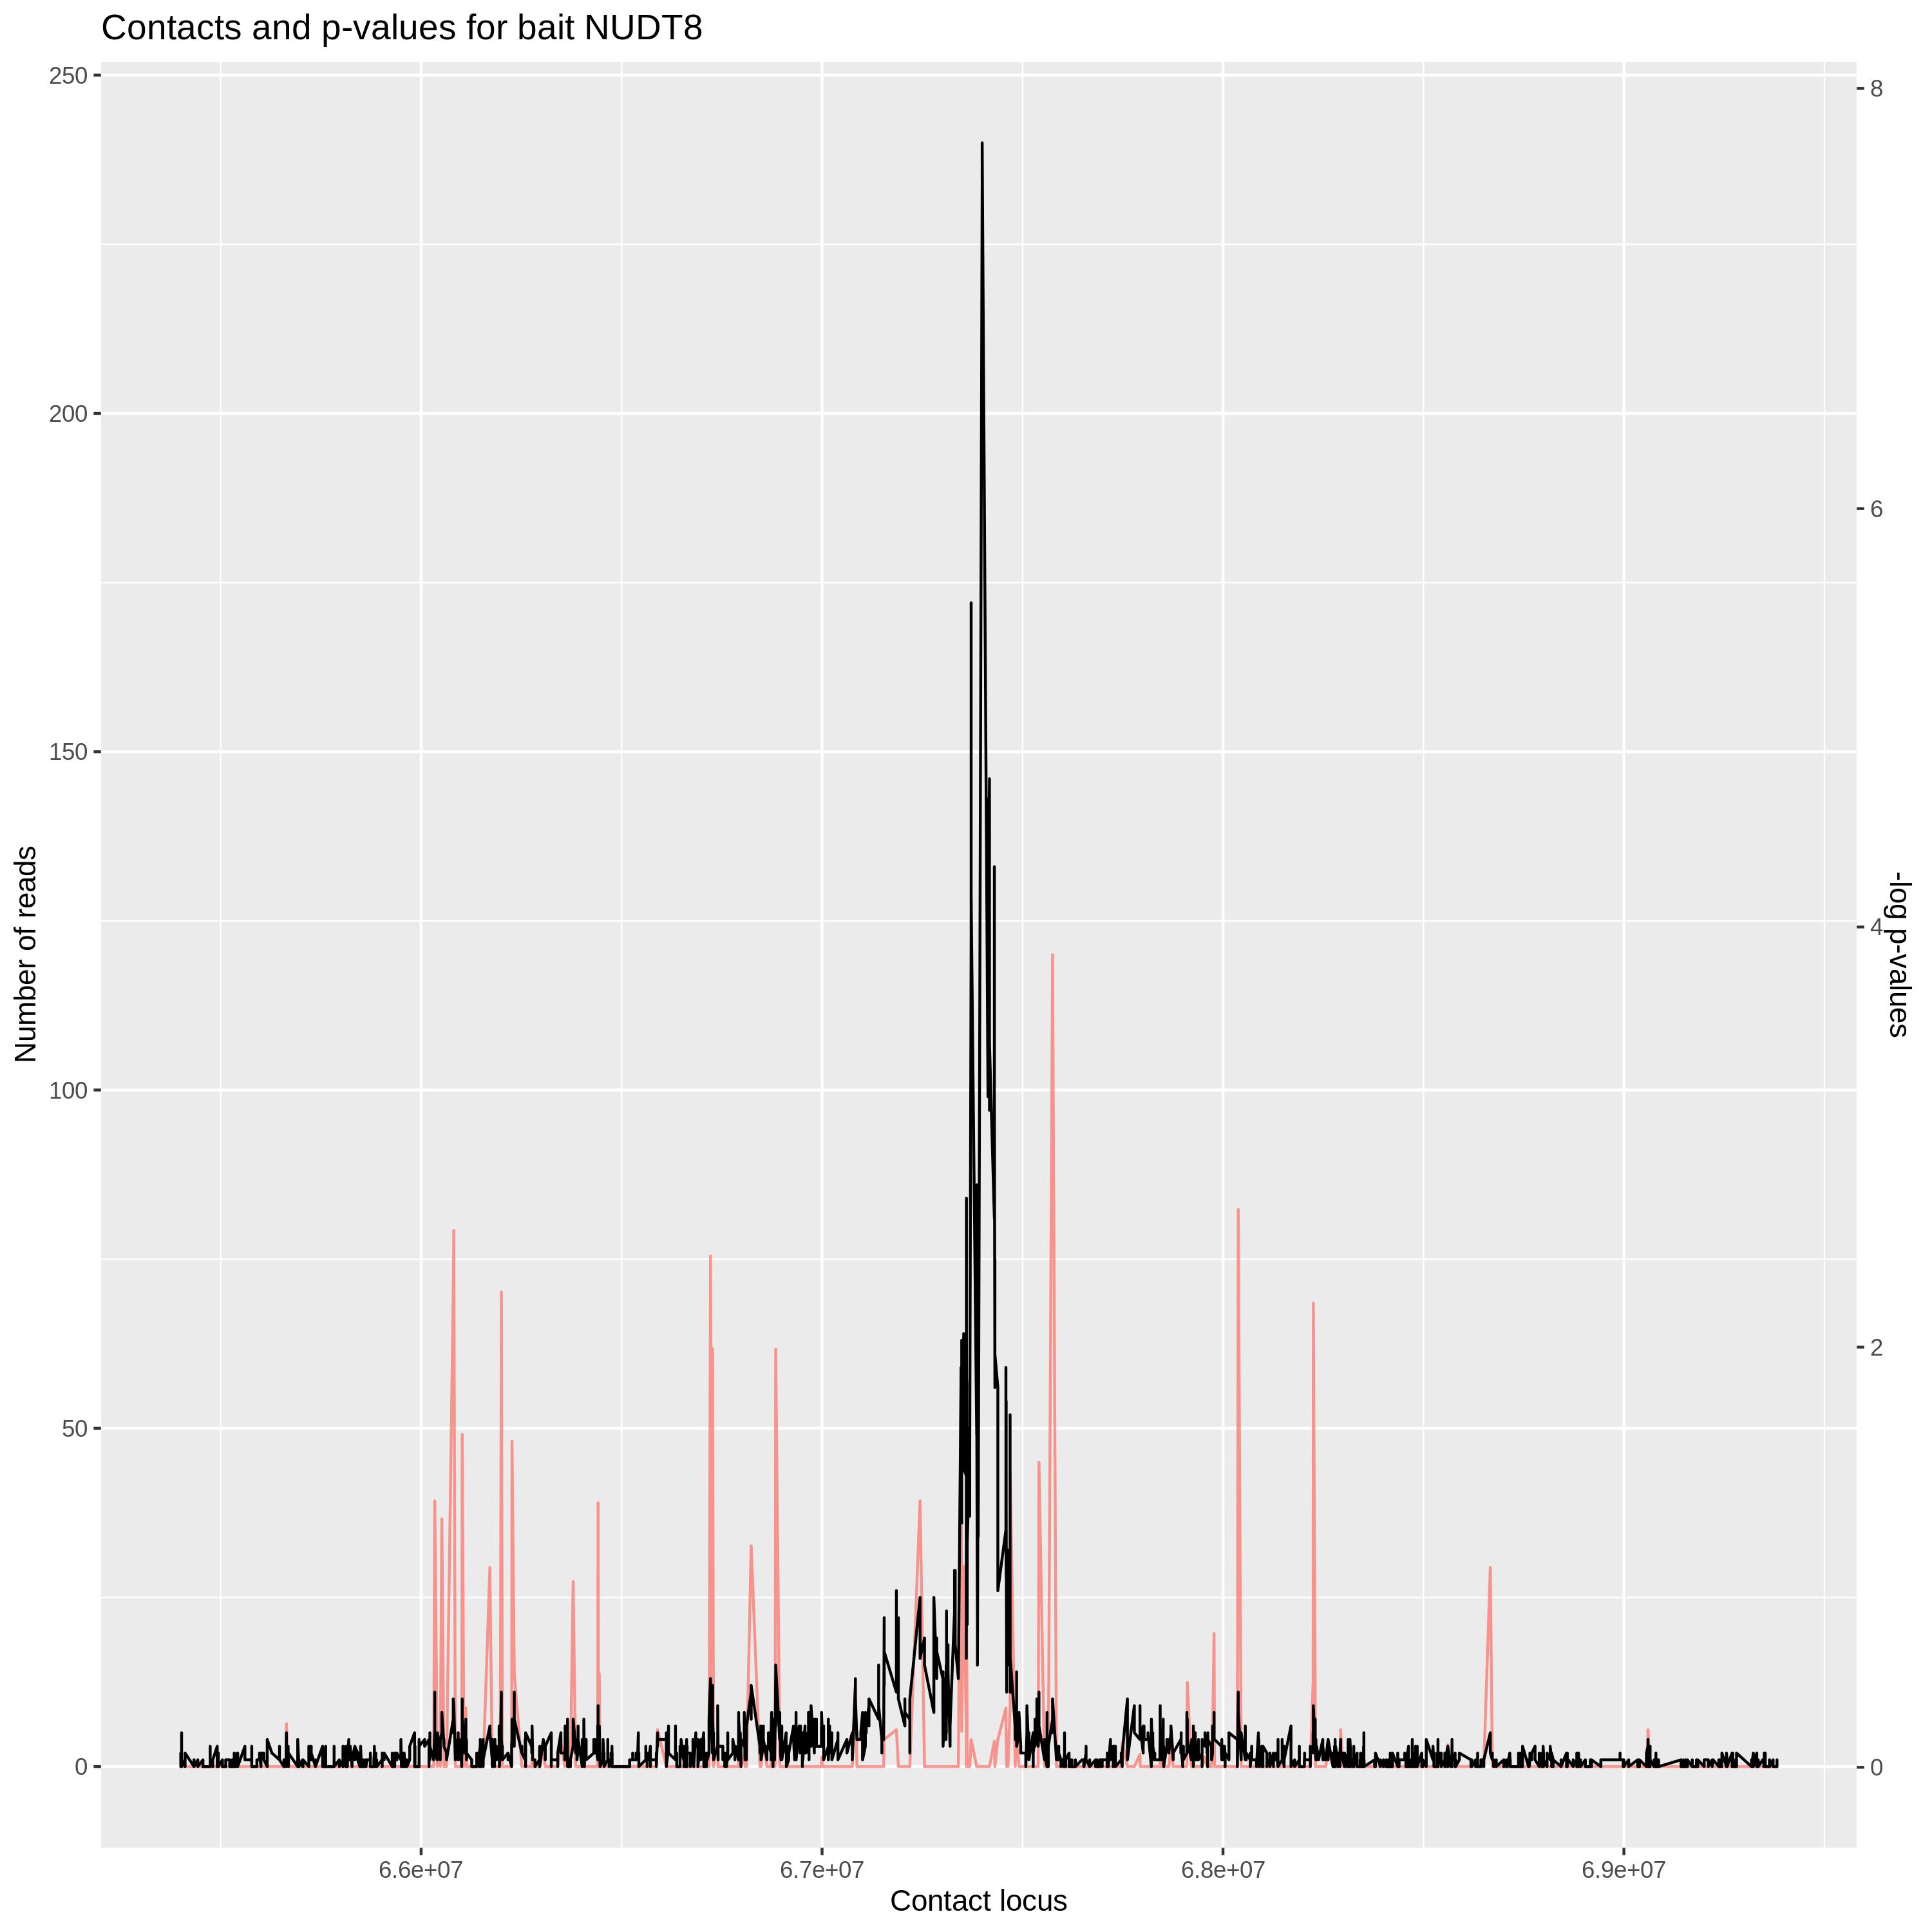 Contacts and p-values for bait NUDT8
250
200
150
100
50
0
Number of reads
8
6
4
2
0
-log p-values
6.6e+07
6.7e+07
6.8e+07
6.9e+07
Contact locus